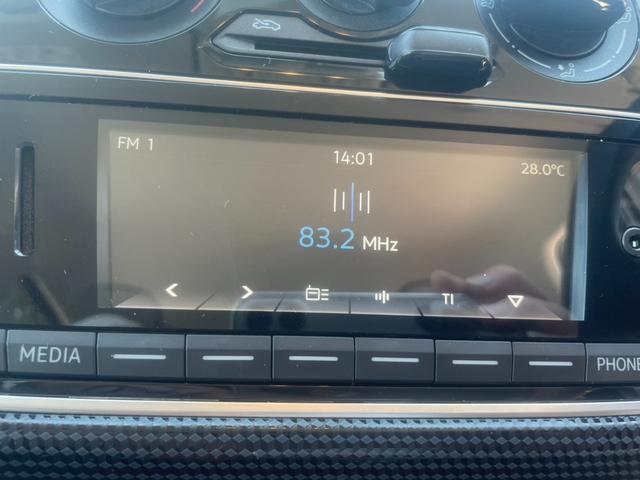 FM 1
14:01
28.0°C
83.2 MHz
TI
MEDIA
PHONE